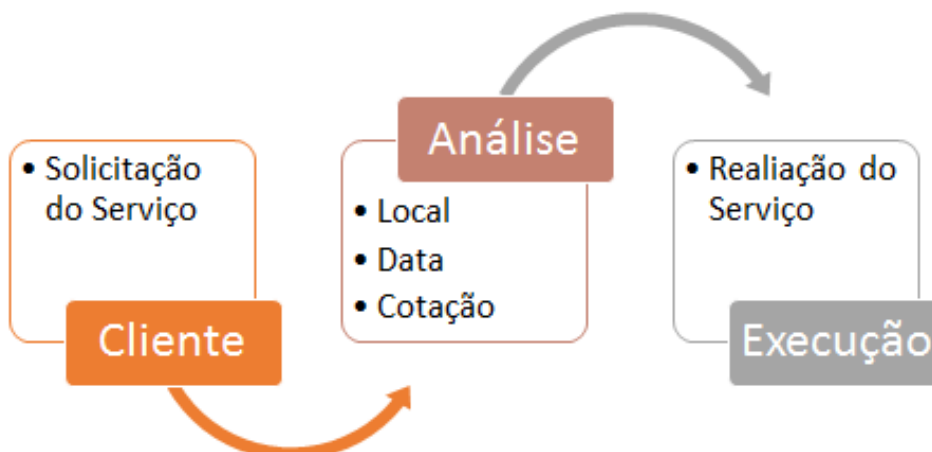 • Solicitação
do Serviço
Cliente
Análise
• Local
• Data
• Cotação
• Realiação do
Serviço
Execução